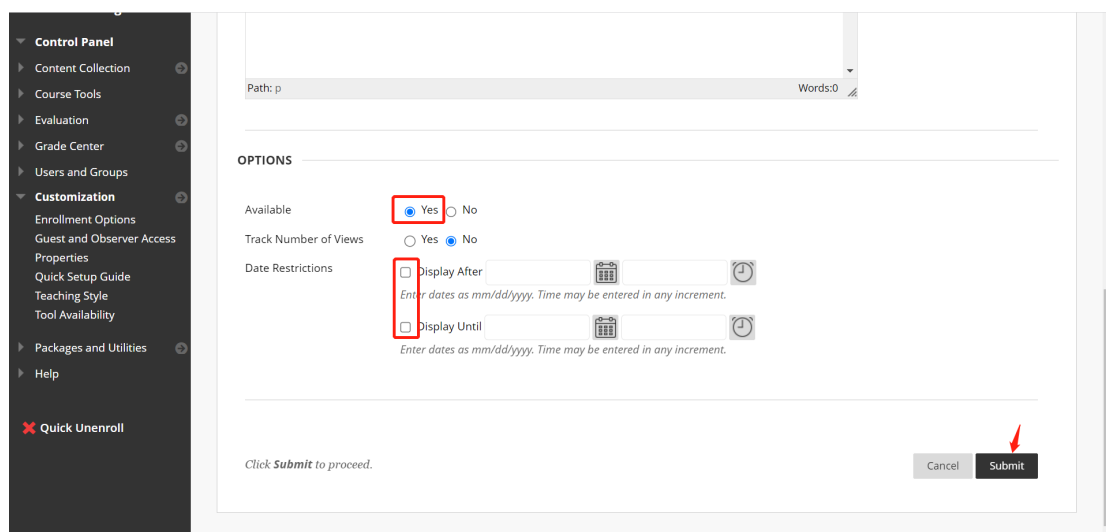 Control Panel
Content Collection
Course Tools
Evaluation
Grade Center
Users and Groups
Customization
Enrollment Options
Guest and Observer Access
Properties
Quick Setup Guide
Teaching Style
Tool Availability
Packages and Utilities
Help
Quick Unenroll
Path: p Words:0
OPTIONS
Available Yes No
Track Number of Views Yes No
Date Restrictions Display After
Enter dates as mm/dd/yyyy. Time may be entered in any increment.
Display Until
Enter dates as mm/dd/yyyy. Time may be entered in any increment.
Click Submit to proceed. Cancel Submit